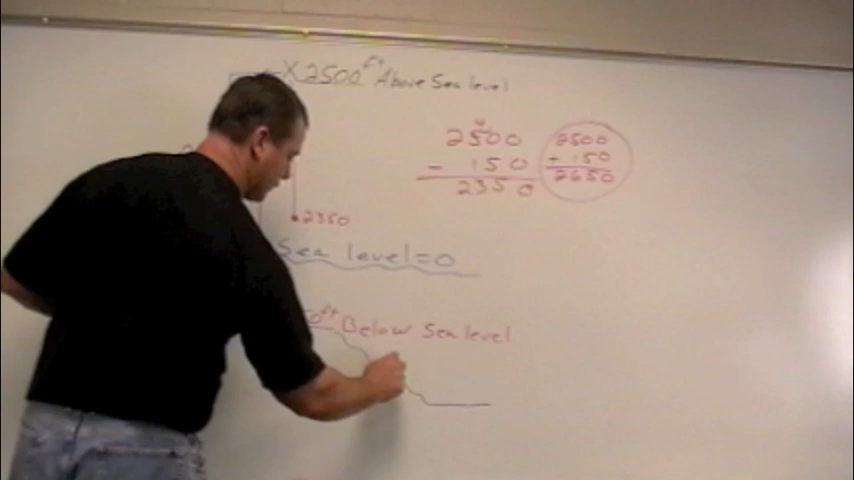 X 2500 ft Above Sea level
2500
- 150
2350
2500
+ 150
2650
2350
Sea level = 0
ft Below Sea level